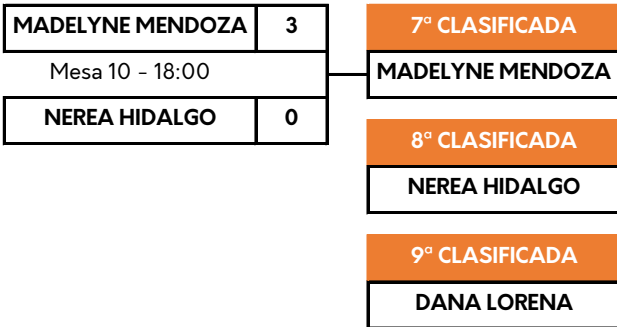 MADELYNE MENDOZA 3
Mesa 10 - 18:00
NEREA HIDALGO 0
7ª CLASIFICADA
MADELYNE MENDOZA
8ª CLASIFICADA
NEREA HIDALGO
9ª CLASIFICADA
DANA LORENA